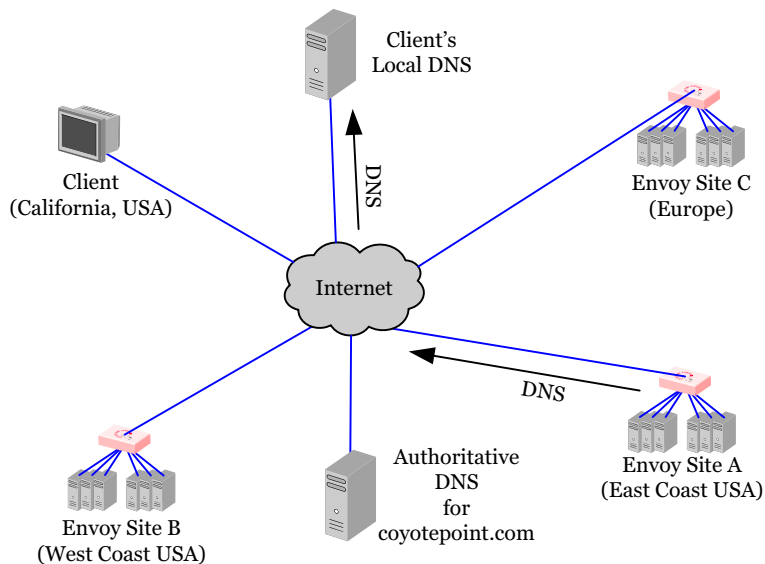 Client's
Local DNS
DNS
Client
(California, USA)
Envoy Site C
(Europe)
Internet
DNS
Authoritative
DNS
for
coyotepoint.com
Envoy Site A
(East Coast USA)
Envoy Site B
(West Coast USA)